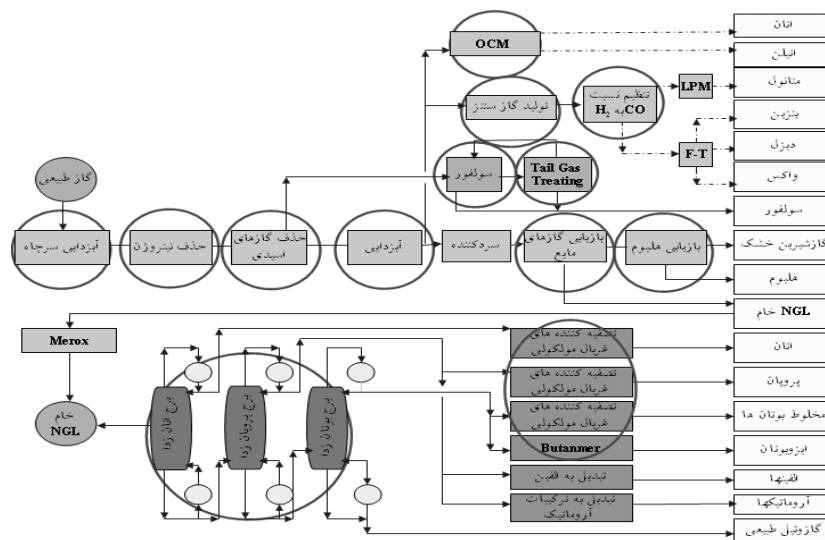 اتان
OCM
اتیلن
متانول
LPM
تنظیم نسبت
H2 به CO
تولید گاز سنتز
بنزین
دیزل
F-T
واکس
Tail Gas
Treating
سولفور
گاز طبیعی
سولفور
آبزدایی سرچاه
حذف نیتروژن
حذف گازهای
اسیدی
آبزدایی
سردکننده
بازیابی گازهای
مایع
بازیابی هلیوم
گازشیرین خشک
هلیوم
NGL خام
Merox
تصفیه کننده های
غربال مولکولی
اتان
تصفیه کننده های
غربال مولکولی
پروپان
تصفیه کننده های
غربال مولکولی
مخلوط بوتان ها
خام
NGL
برج اتان زدا
برج پروپان زدا
برج بوتان زدا
Butanmer
ایزوبوتان
تبدیل به الفین
الفینها
تبدیل به ترکیبات
آروماتیک
آروماتیکها
گازوئیل طبیعی